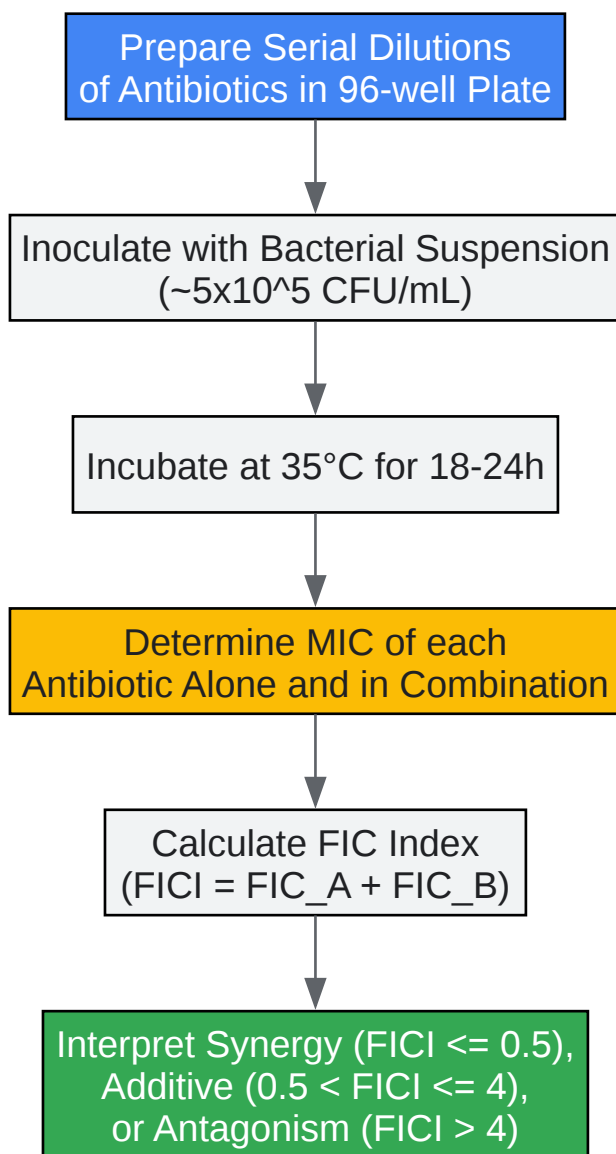 Prepare Serial Dilutions
of Antibiotics in 96-well Plate
Inoculate with Bacterial Suspension
(~5x10^5 CFU/mL)
Incubate at 35°C for 18-24h
Determine MIC of each
Antibiotic Alone and in Combination
Calculate FIC Index
(FICI = FIC_A + FIC_B)
Interpret Synergy (FICI <= 0.5),
Additive (0.5 < FICI <= 4),
or Antagonism (FICI > 4)